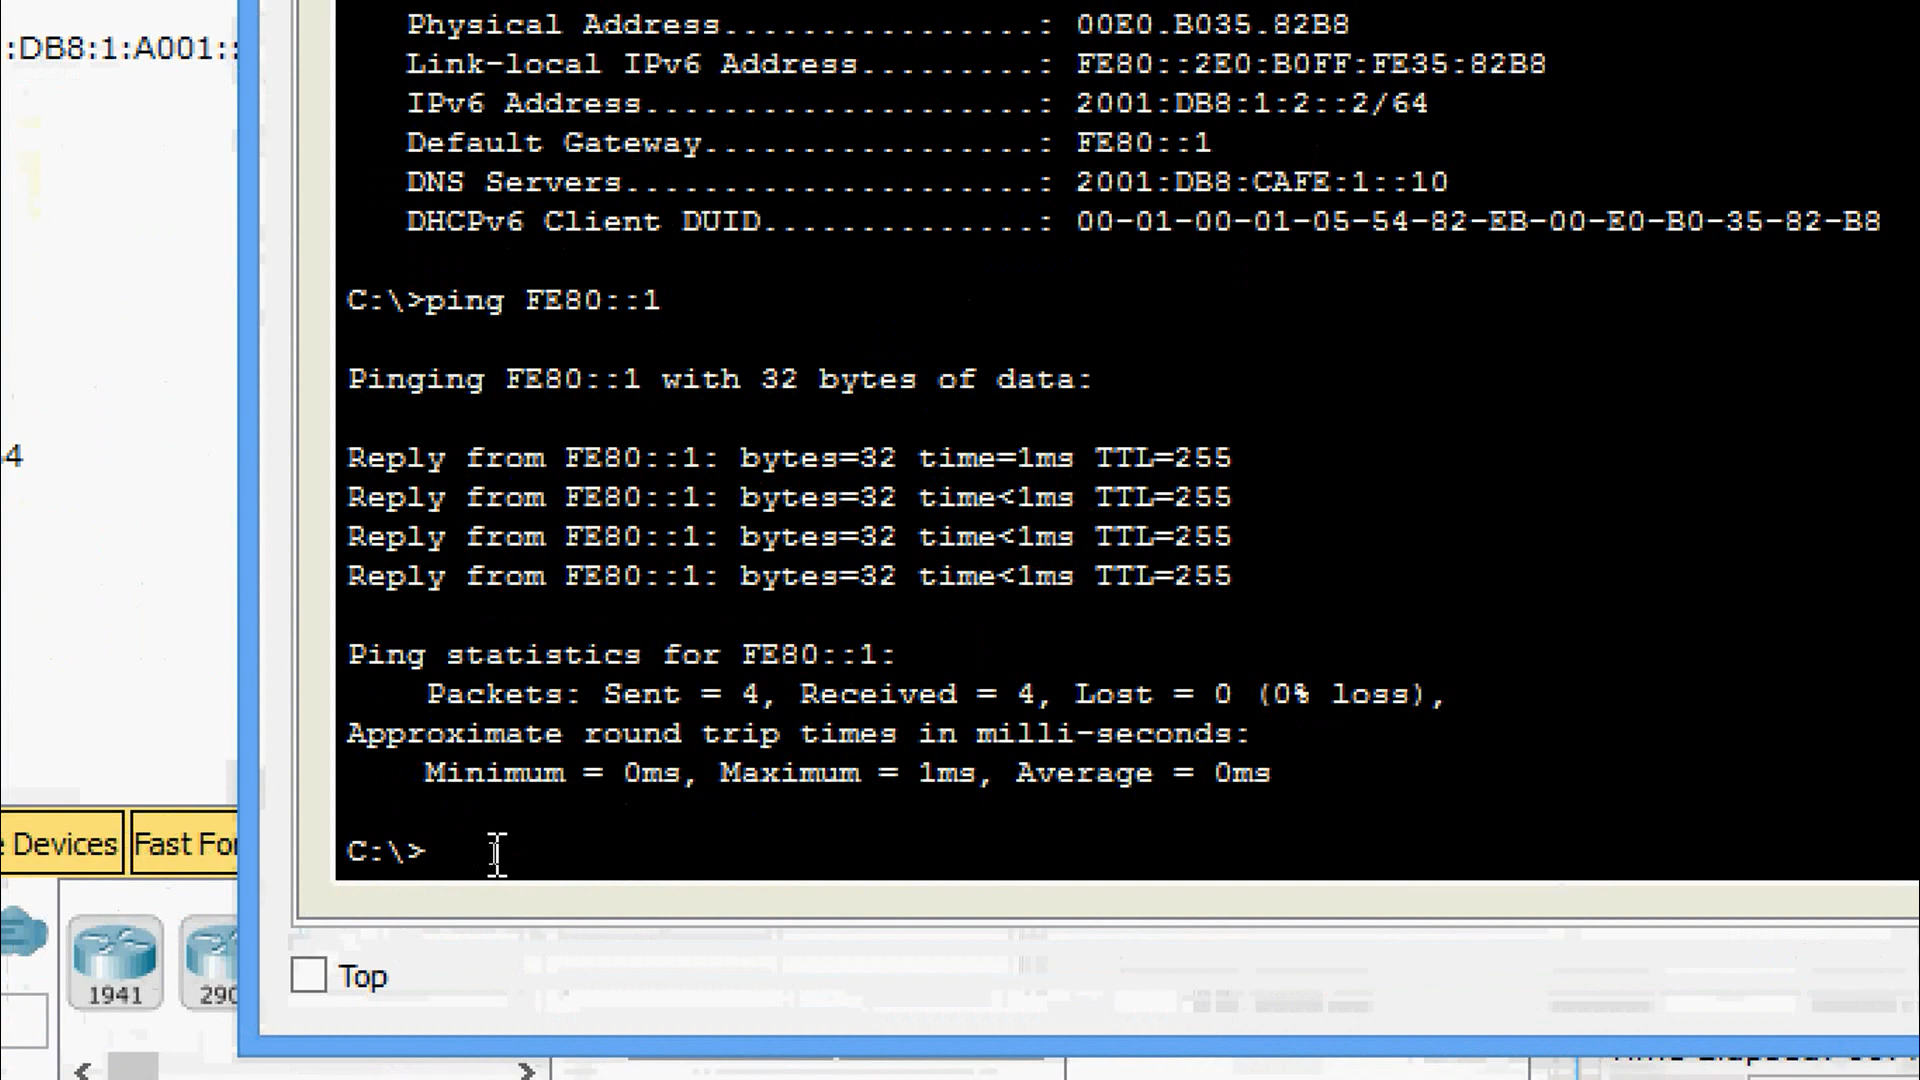 Physical Address................: 00E0.B035.82B8
:DB8:1:A001::
Link-local IPv6 Address.........: FE80::2E0:B0FF:FE35:82B8
IPv6 Address....................: 2001:DB8:1:2::2/64
Default Gateway.................: FE80::1
DNS Servers.....................: 2001:DB8:CAFE:1::10
DHCPv6 Client DUID..............: 00-01-00-01-05-54-82-EB-00-E0-B0-35-82-B8
C:\>ping FE80::1
Pinging FE80::1 with 32 bytes of data:
Reply from FE80::1: bytes=32 time=1ms TTL=255
4
Reply from FE80::1: bytes=32 time<1ms TTL=255
Reply from FE80::1: bytes=32 time<1ms TTL=255
Reply from FE80::1: bytes=32 time<1ms TTL=255
Ping statistics for FE80::1:
Packets: Sent = 4, Received = 4, Lost = 0 (0% loss),
Approximate round trip times in milli-seconds:
Minimum = 0ms, Maximum = 1ms, Average = 0ms
C:\>
Devices
Fast For
1941
290
Top